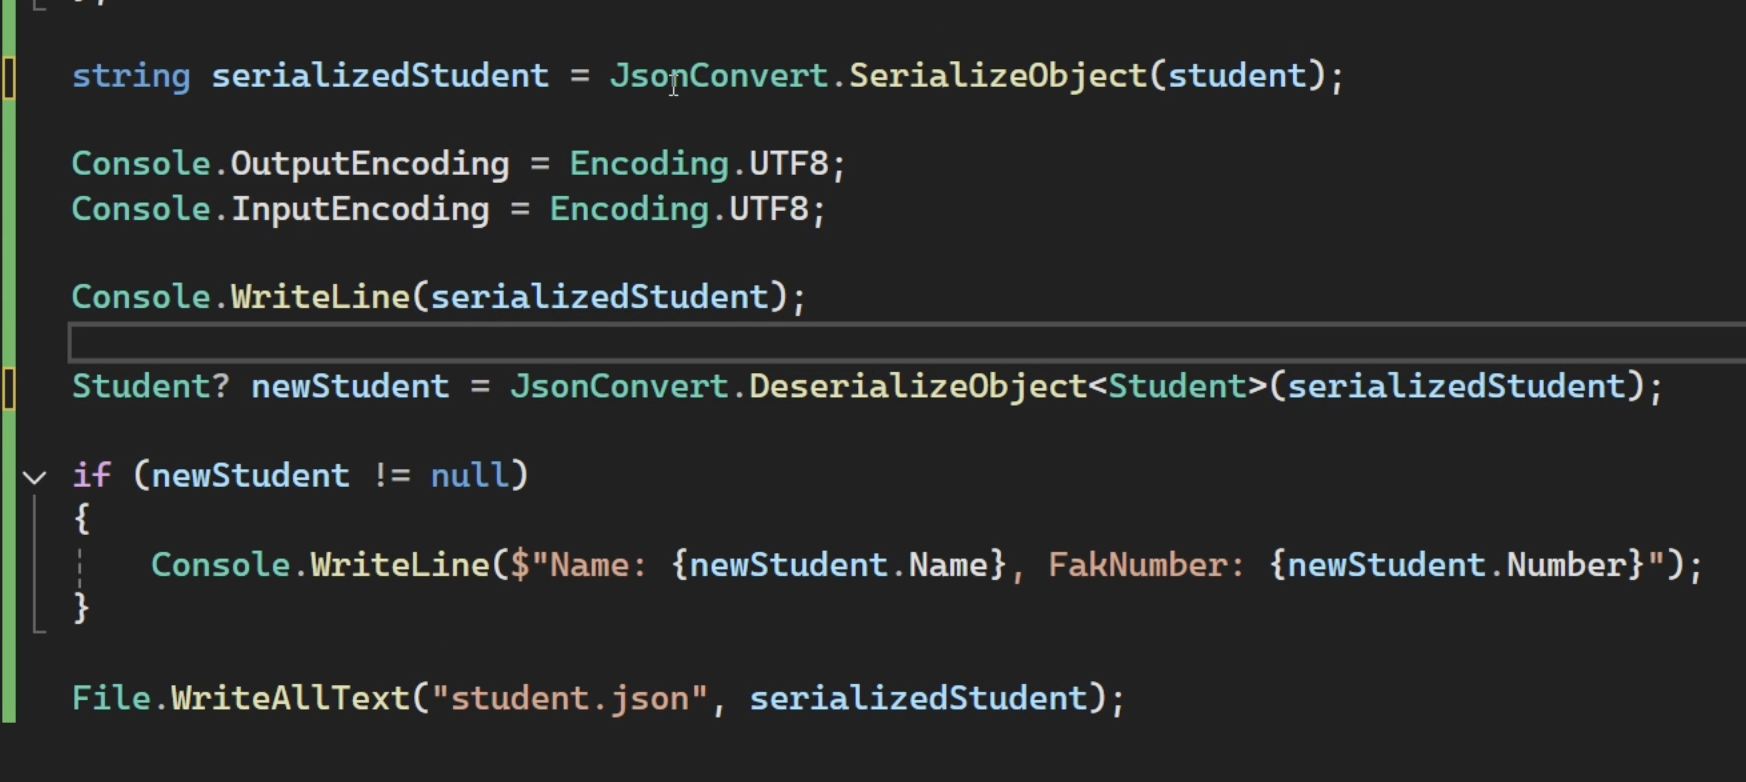 string serializedStudent = JsonConvert.SerializeObject(student);
Console.OutputEncoding = Encoding.UTF8;
Console.InputEncoding = Encoding.UTF8;
Console.WriteLine(serializedStudent);
Student? newStudent = JsonConvert.DeserializeObject<Student>(serializedStudent);
if (newStudent != null)
{
Console.WriteLine($"Name: {newStudent.Name}, FakNumber: {newStudent.Number}");
}
File.WriteAllText("student.json", serializedStudent);